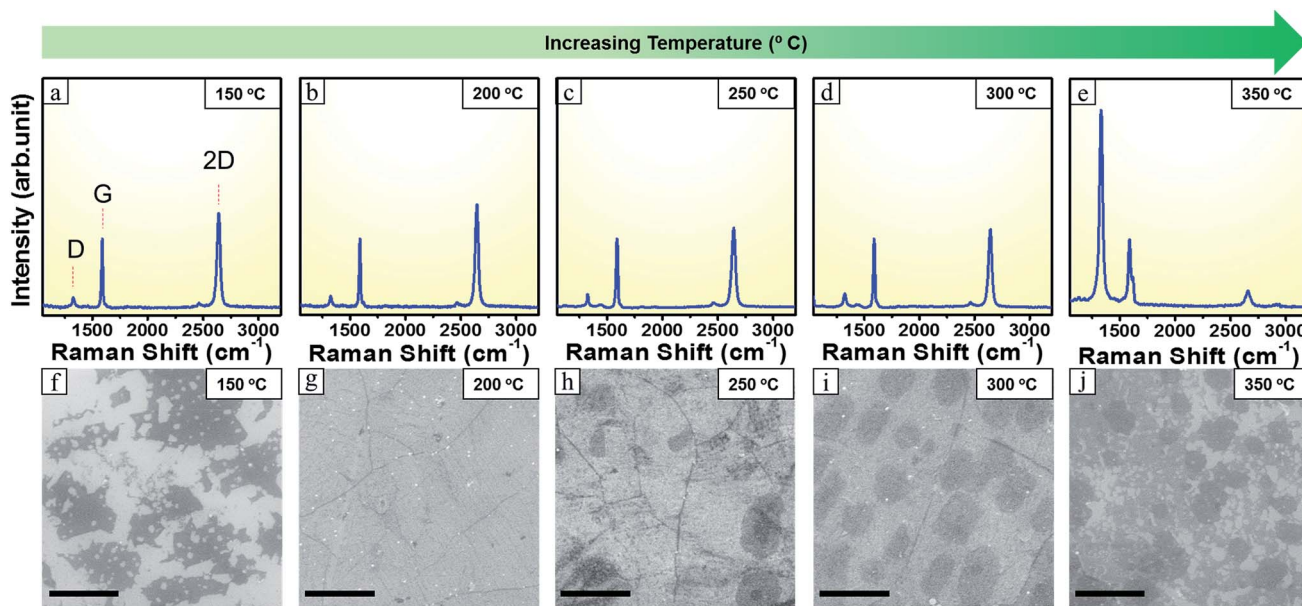 Increasing Temperature (º C)
a 150 ºC
b 200 ºC
c 250 ºC
d 300 ºC
e 350 ºC
Intensity (arb.unit)
D G 2D
1500 2000 2500 3000
1500 2000 2500 3000
1500 2000 2500 3000
1500 2000 2500 3000
1500 2000 2500 3000
Raman Shift (cm⁻¹)
Raman Shift (cm⁻¹)
Raman Shift (cm⁻¹)
Raman Shift (cm⁻¹)
Raman Shift (cm⁻¹)
f 150 ºC
g 200 ºC
h 250 ºC
i 300 ºC
j 350 ºC